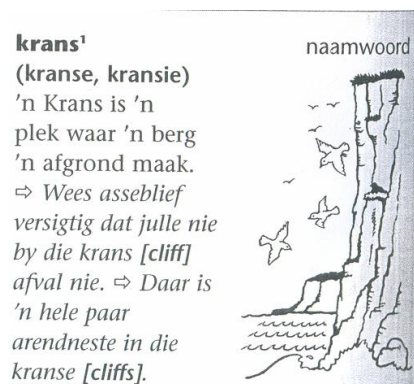 krans¹ naamwoord
(kranse, kransie)
'n Krans is 'n
plek waar 'n berg
'n afgrond maak.
⇨ Wees asseblief
versigtig dat julle nie
by die krans [cliff]
afval nie. ⇨ Daar is
'n hele paar
arendneste in die
kranse [cliffs].